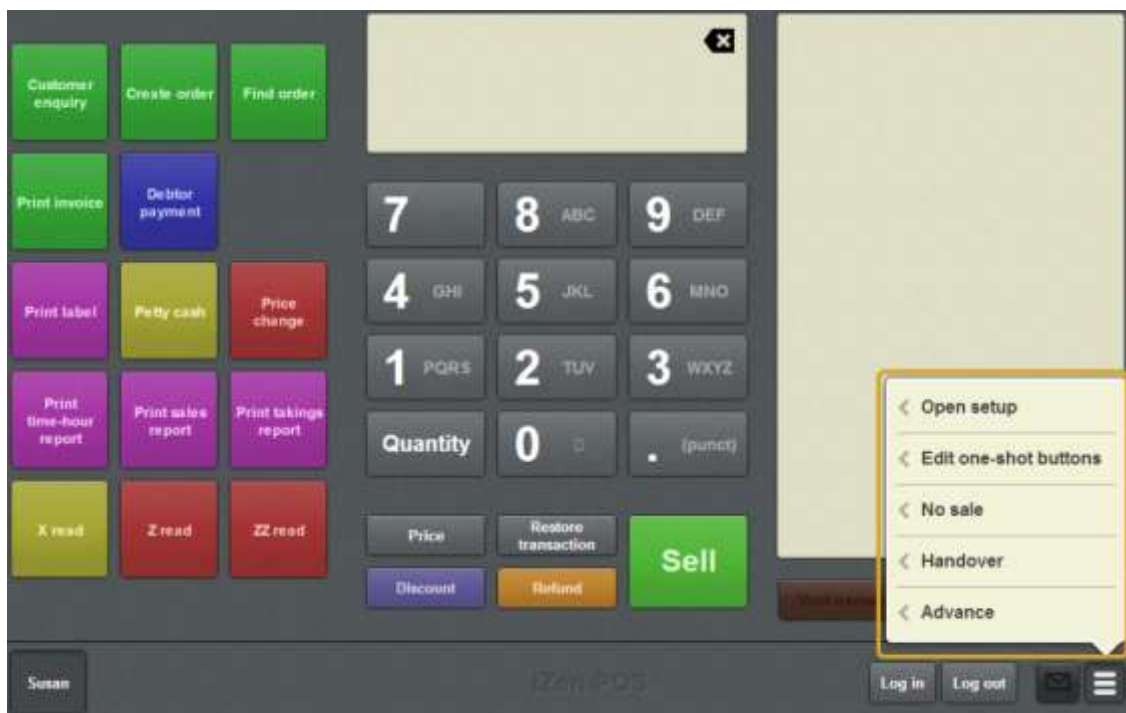 Customer
enquiry
Create order
Find order
Print invoice
Debtor
payment
Print label
Petty cash
Price
change
Print
time-hour
report
Print sales
report
Print takings
report
X read
Z read
ZZ read
7
8 ABC
9 DEF
4 GHI
5 JKL
6 MNO
1 PQRS
2 TUV
3 WXYZ
Quantity
0
. (punct)
Price
Restore
transaction
Sell
Discount
Refund
Open setup
Edit one-shot buttons
No sale
Handover
Advance
Susan
iZen POS
Log in
Log out